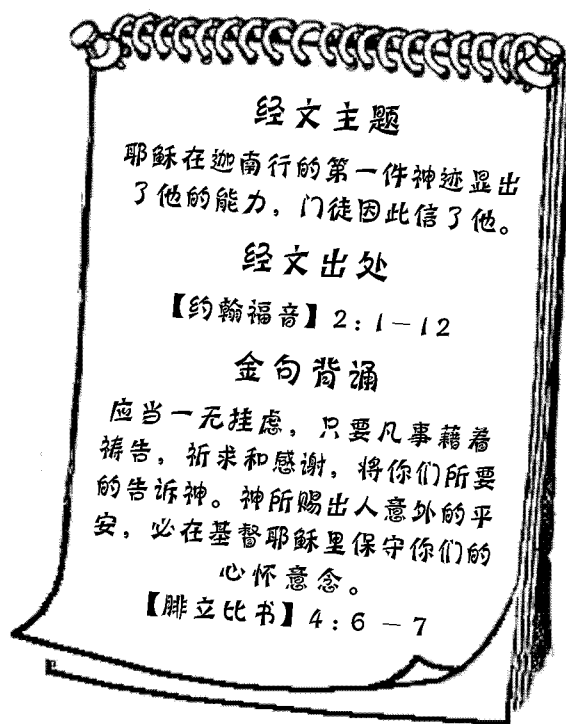 经文主题
耶稣在迦南行的第一件神迹显出
了他的能力，门徒因此信了他。
经文出处
【约翰福音】2：1－12
金句背诵
应当一无挂虑，只要凡事藉着
祷告，祈求和感谢，将你们所要
的告诉神。神所赐出人意外的平
安，必在基督耶稣里保守你们的
心怀意念。
【腓立比书】4：6－7